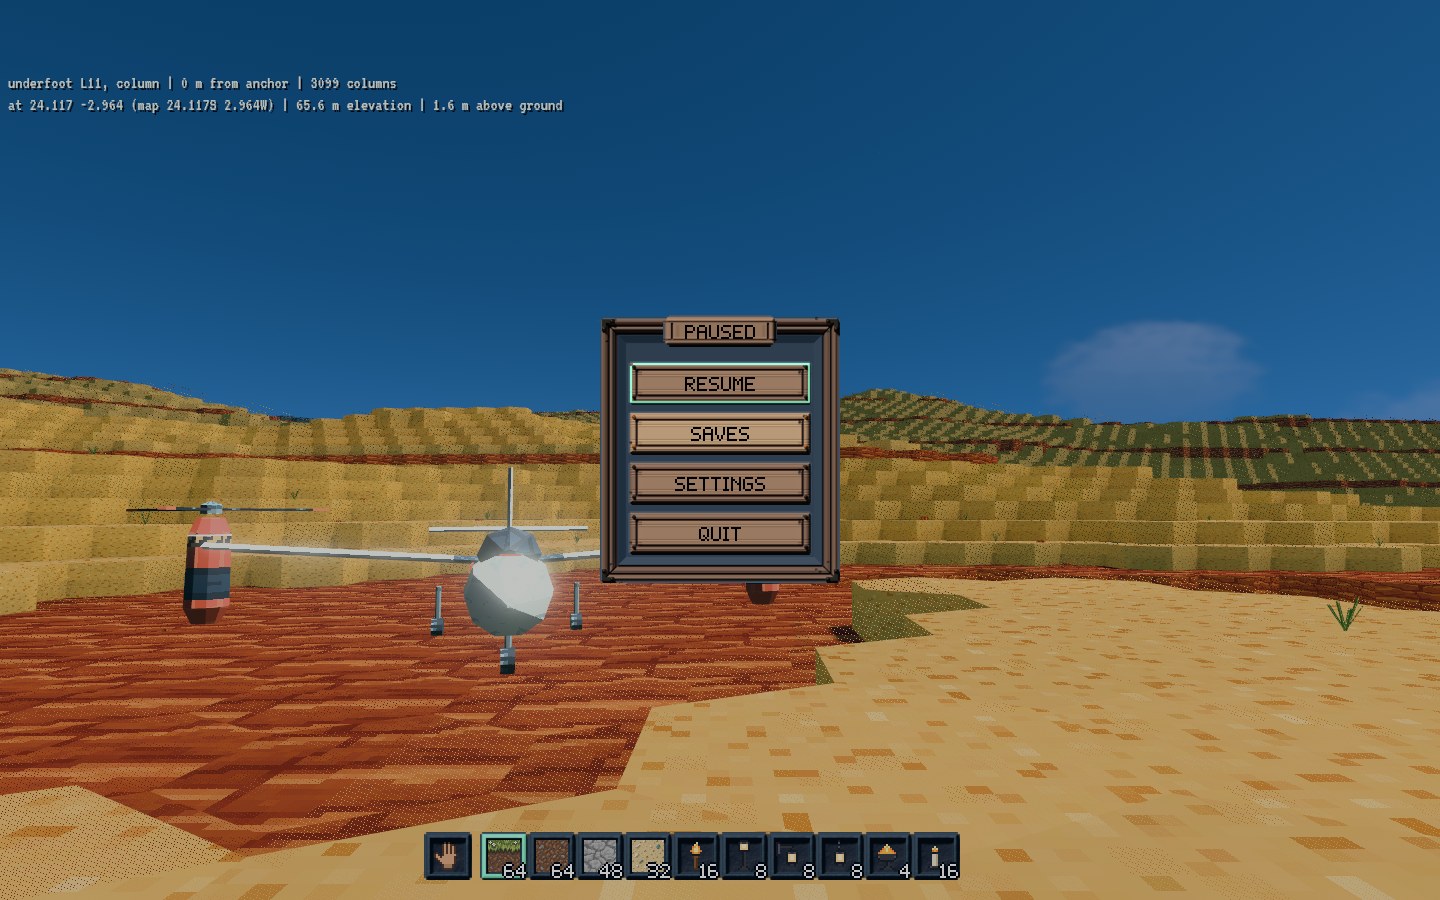 underfoot L11, column | 0 m from anchor | 3099 columns
at 24.117 -2.964 (map 24.117S 2.964W) | 65.6 m elevation | 1.6 m above ground
PAUSED
RESUME
SAVES
SETTINGS
QUIT
64 64 48 32 16 8 8 8 4 16